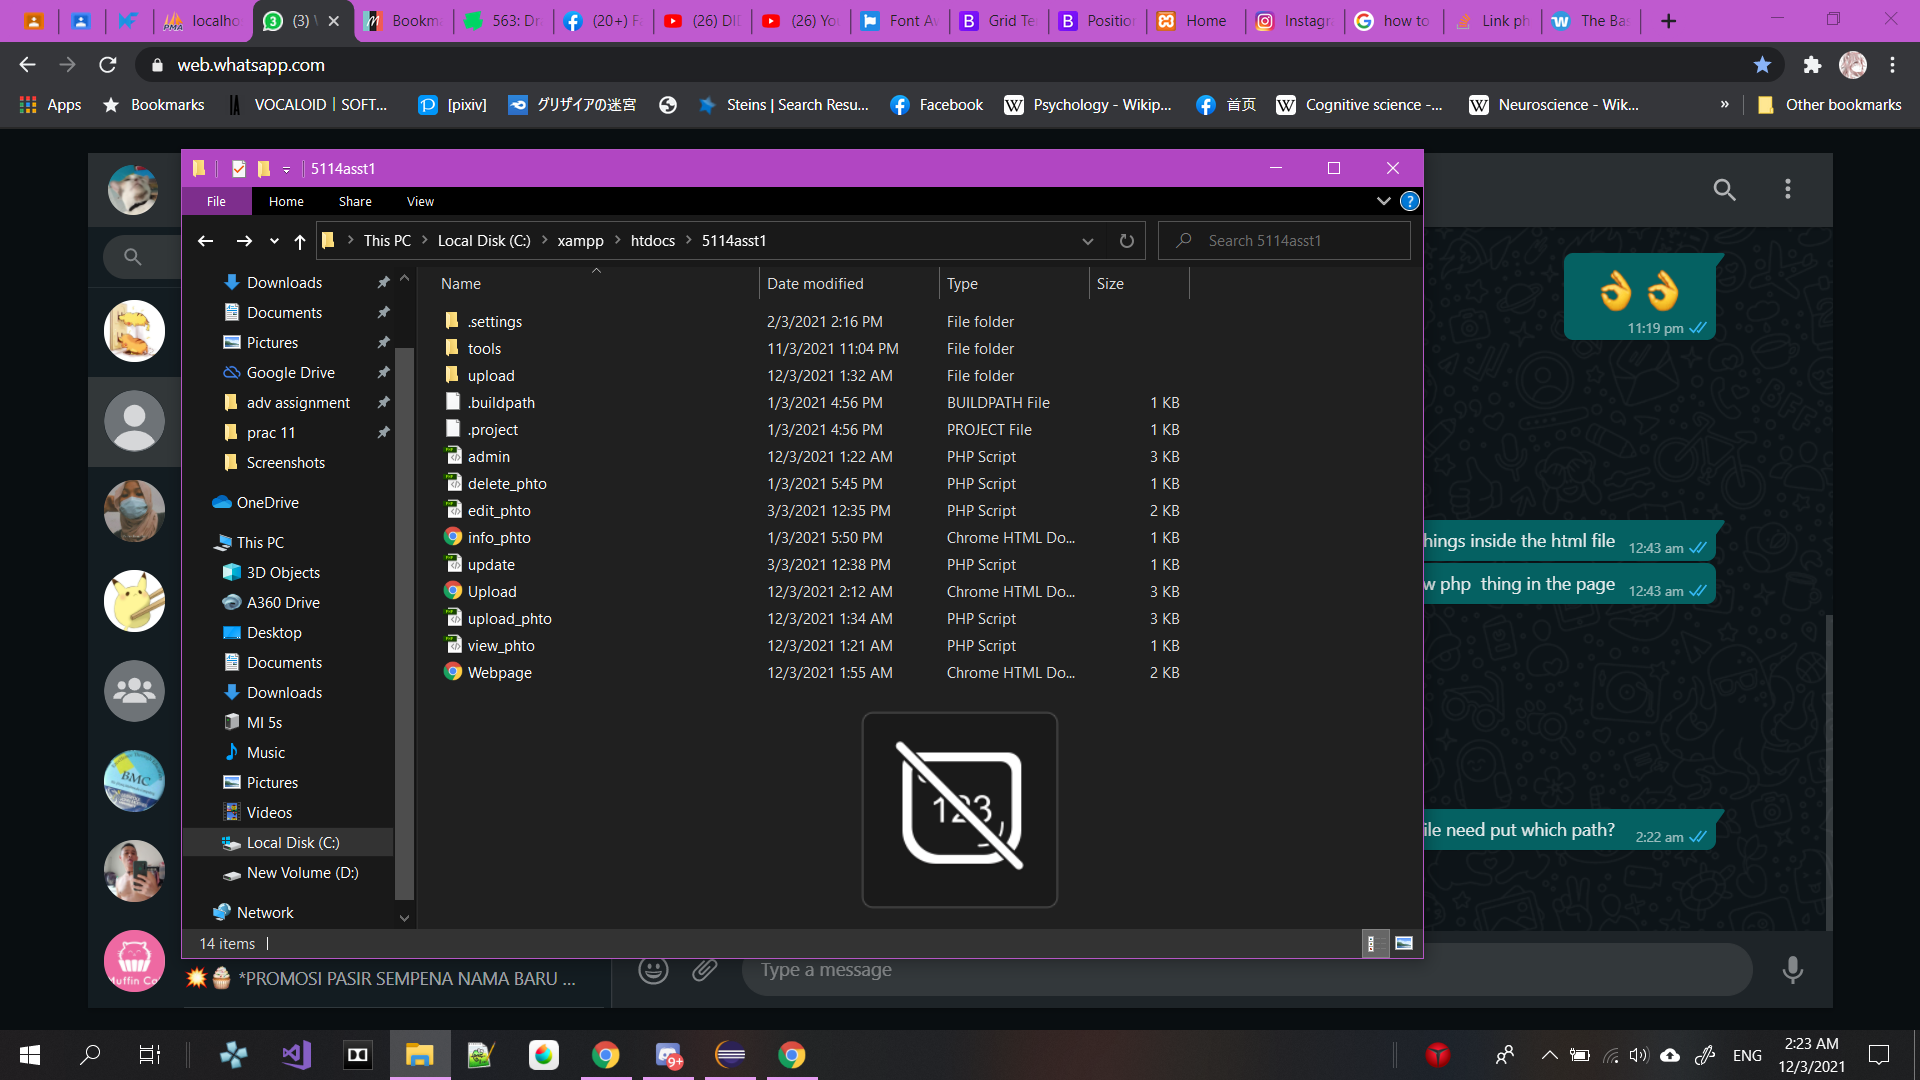 localho
(3) W
Bookma
563: Dra
(20+) Fa
(26) DID
(26) You
Font Aw
Grid Te
Position
Home
Instagra
how to
Link ph
The Bas
web.whatsapp.com
Apps
Bookmarks
VOCALOID | SOFT...
[pixiv]
グリザイアの迷宮
Steins | Search Resu...
Facebook
Psychology - Wikip...
首页
Cognitive science -...
Neuroscience - Wik...
»
Other bookmarks
5114asst1
File
Home
Share
View
This PC > Local Disk (C:) > xampp > htdocs > 5114asst1
Search 5114asst1
Downloads
Documents
Pictures
Google Drive
adv assignment
prac 11
Screenshots
OneDrive
This PC
3D Objects
A360 Drive
Desktop
Documents
Downloads
MI 5s
Music
Pictures
Videos
Local Disk (C:)
New Volume (D:)
Network
Name Date modified Type Size
.settings 2/3/2021 2:16 PM File folder
tools 11/3/2021 11:04 PM File folder
upload 12/3/2021 1:32 AM File folder
.buildpath 1/3/2021 4:56 PM BUILDPATH File 1 KB
.project 1/3/2021 4:56 PM PROJECT File 1 KB
admin 12/3/2021 1:22 AM PHP Script 3 KB
delete_phto 1/3/2021 5:45 PM PHP Script 1 KB
edit_phto 3/3/2021 12:35 PM PHP Script 2 KB
info_phto 1/3/2021 5:50 PM Chrome HTML Do... 1 KB
update 3/3/2021 12:38 PM PHP Script 1 KB
Upload 12/3/2021 2:12 AM Chrome HTML Do... 3 KB
upload_phto 12/3/2021 1:34 AM PHP Script 3 KB
view_phto 12/3/2021 1:21 AM PHP Script 1 KB
Webpage 12/3/2021 1:55 AM Chrome HTML Do... 2 KB
123
14 items
👌👌
11:19 pm
hings inside the html file 12:43 am
w php thing in the page 12:43 am
ile need put which path? 2:22 am
BMC
Muffin Ca
💥🧁 *PROMOSI PASIR SEMPENA NAMA BARU ...
Type a message
9+
ENG
2:23 AM
12/3/2021